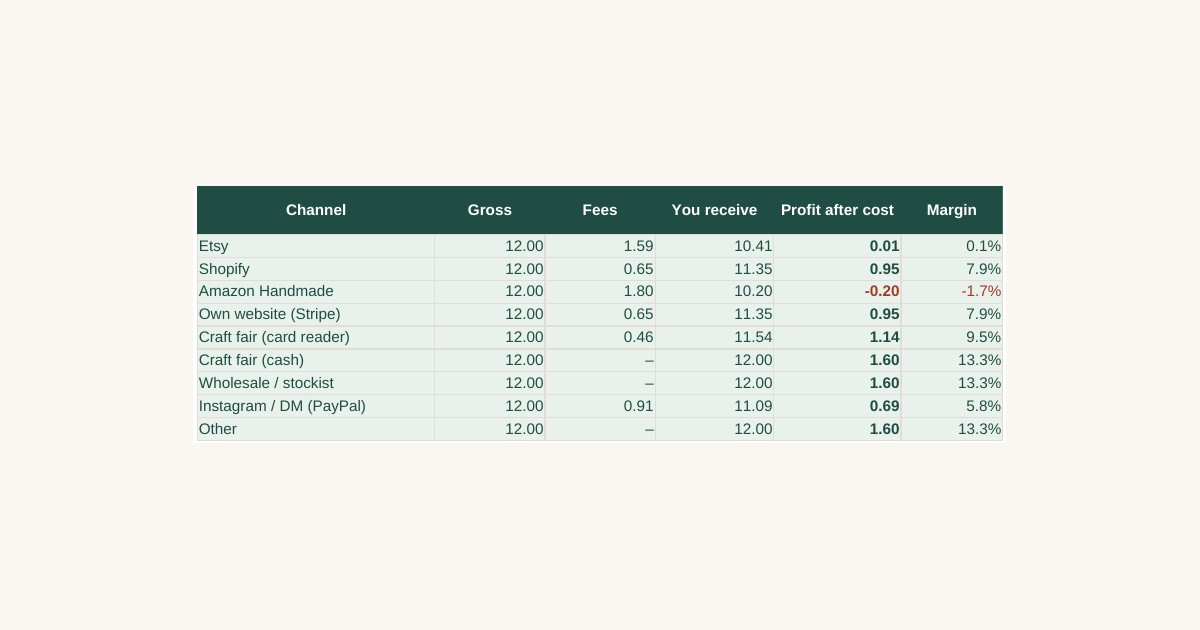 Channel Gross Fees You receive Profit after cost Margin
Etsy 12.00 1.59 10.41 0.01 0.1%
Shopify 12.00 0.65 11.35 0.95 7.9%
Amazon Handmade 12.00 1.80 10.20 -0.20 -1.7%
Own website (Stripe) 12.00 0.65 11.35 0.95 7.9%
Craft fair (card reader) 12.00 0.46 11.54 1.14 9.5%
Craft fair (cash) 12.00 – 12.00 1.60 13.3%
Wholesale / stockist 12.00 – 12.00 1.60 13.3%
Instagram / DM (PayPal) 12.00 0.91 11.09 0.69 5.8%
Other 12.00 – 12.00 1.60 13.3%